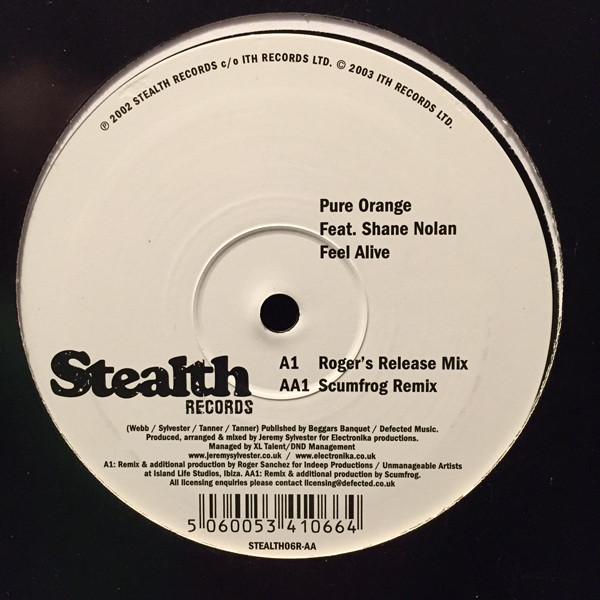 ℗ 2002 STEALTH RECORDS c/o ITH RECORDS LTD. © 2003 ITH RECORDS LTD.
Pure Orange
Feat. Shane Nolan
Feel Alive
Stealth
RECORDS
A1 Roger's Release Mix
AA1 Scumfrog Remix
(Webb / Sylvester / Tanner / Tanner) Published by Beggars Banquet / Defected Music.
Produced, arranged & mixed by Jeremy Sylvester for Electronika productions.
Managed by XL Talent/DND Management
www.jeremysylvester.co.uk / www.electronika.co.uk
A1: Remix & additional production by Roger Sanchez for Indeep Productions / Unmanageable Artists
at Island Life Studios, Ibiza. AA1: Remix & additional production by Scumfrog.
All licensing enquiries please contact licensing@defected.co.uk
5 060053 410664
STEALTH06R-AA